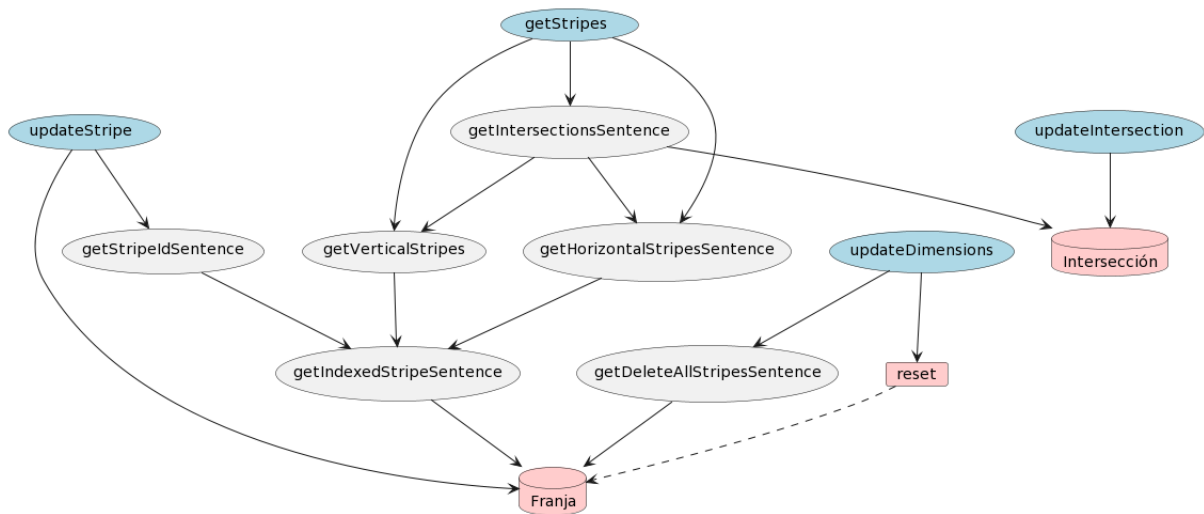 getStripes
updateStripe
getIntersectionsSentence
updateIntersection
getStripeIdSentence
getVerticalStripes
getHorizontalStripesSentence
updateDimensions
Intersección
getIndexedStripeSentence
getDeleteAllStripesSentence
reset
Franja